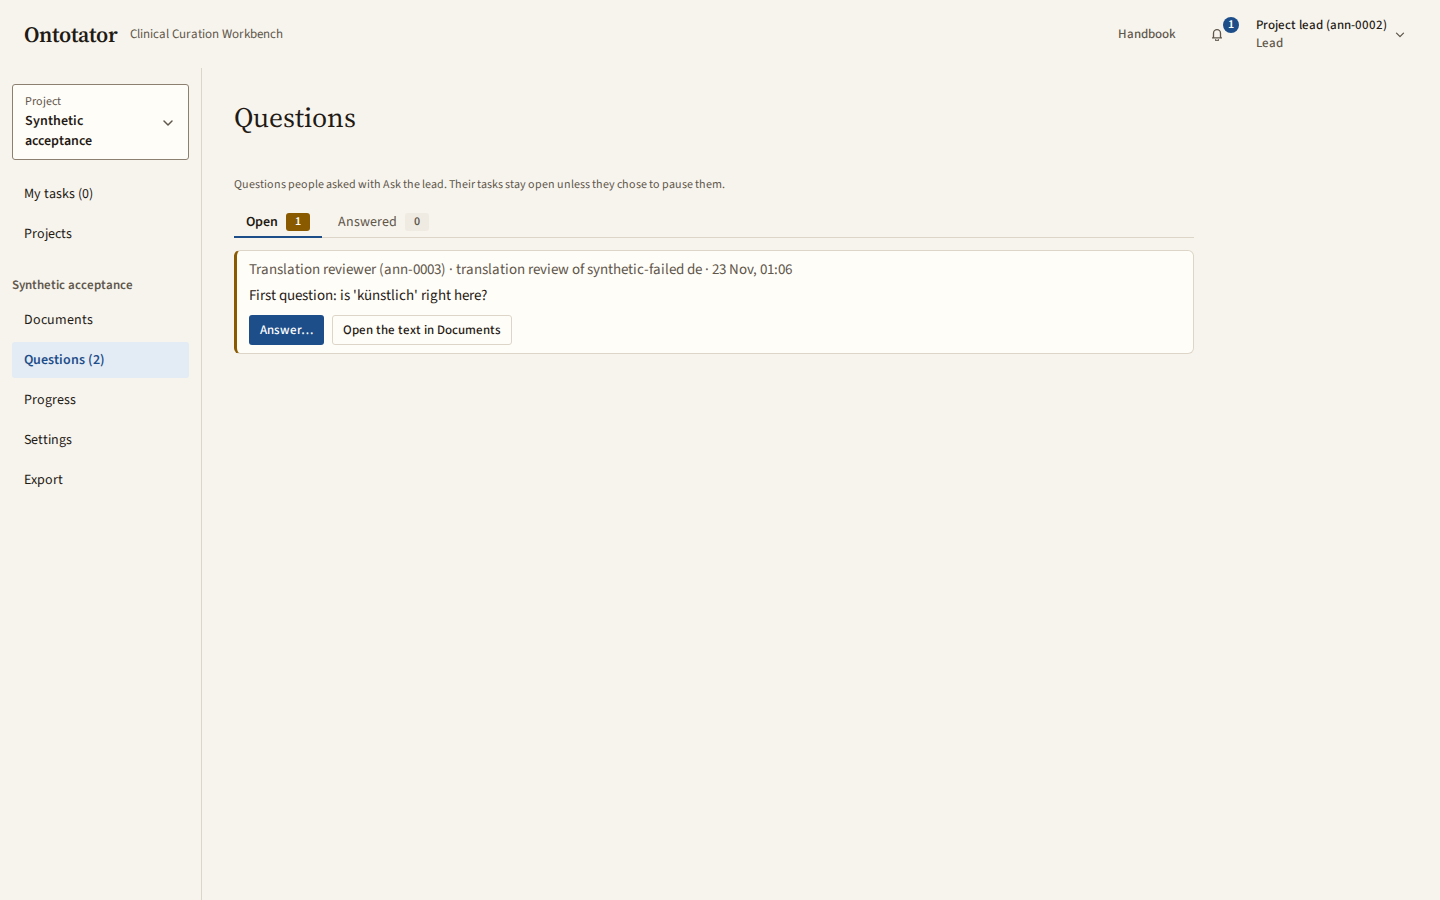 Ontotator Clinical Curation Workbench
Handbook
1
Project lead (ann-0002)
Lead
Project
Synthetic
acceptance
My tasks (0)
Projects
Synthetic acceptance
Documents
Questions (2)
Progress
Settings
Export
Questions
Questions people asked with Ask the lead. Their tasks stay open unless they chose to pause them.
Open 1 Answered 0
Translation reviewer (ann-0003) · translation review of synthetic-failed de · 23 Nov, 01:06
First question: is 'künstlich' right here?
Answer... Open the text in Documents